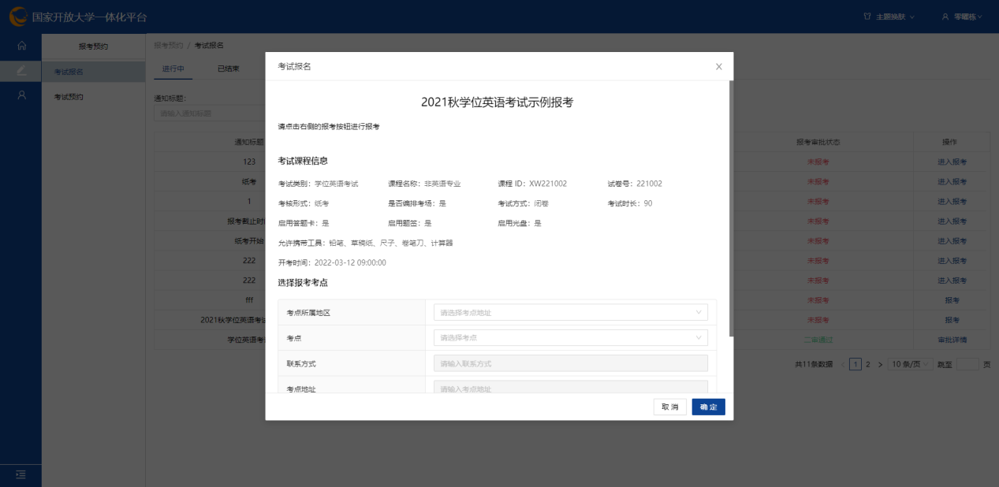 国家开放大学一体化平台
主题换肤
报考预约
考试报名
考试预约
报考预约 / 考试报名
进行中 已结束
通知标题:
请输入通知标题
通知标题 报考审批状态 操作
123 未报考 进入报考
纸考 未报考 进入报考
1 未报考 进入报考
报考截止时 未报考 进入报考
纸考开始 未报考 进入报考
222 未报考 进入报考
222 未报考 进入报考
fff 未报考 报考
2021秋学位英语考试 未报考 报考
学位英语考 二审通过 审批详情
共11条数据 < 1 2 > 10 条/页 跳至 页
考试报名
2021秋学位英语考试示例报考
请点击右侧的报考按钮进行报考
考试课程信息
考试类别: 学位英语考试 课程名称: 非英语专业 课程 ID: XW221002 试卷号: 221002
考核形式: 纸考 是否编排考场: 是 考试方式: 闭卷 考试时长: 90
启用答题卡: 是 启用题签: 是 启用光盘: 是
允许携带工具: 铅笔、草稿纸、尺子、卷笔刀、计算器
开考时间: 2022-03-12 09:00:00
选择报考考点
考点所属地区 请选择考点地址
考点 请选择考点
联系方式 请输入联系方式
考点地址 请输入考点地址
取 消 确 定